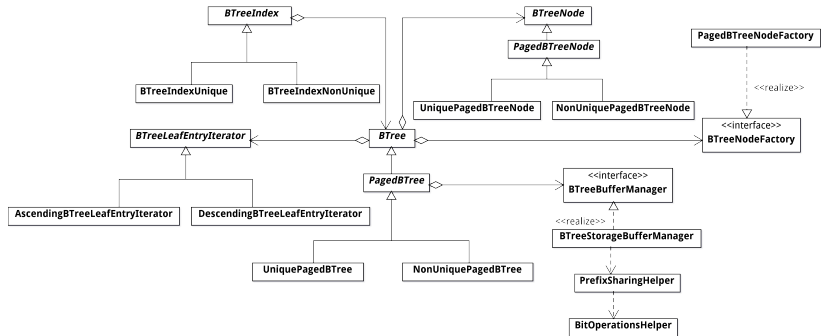 BTreeIndex
BTreeNode
PagedBTreeNode
PagedBTreeNodeFactory
BTreeIndexUnique
BTreeIndexNonUnique
<<realize>>
UniquePagedBTreeNode
NonUniquePagedBTreeNode
<<interface>>
BTreeNodeFactory
BTreeLeafEntryIterator
BTree
PagedBTree
<<interface>>
BTreeBufferManager
AscendingBTreeLeafEntryIterator
DescendingBTreeLeafEntryIterator
<<realize>>
BTreeStorageBufferManager
UniquePagedBTree
NonUniquePagedBTree
PrefixSharingHelper
BitOperationsHelper